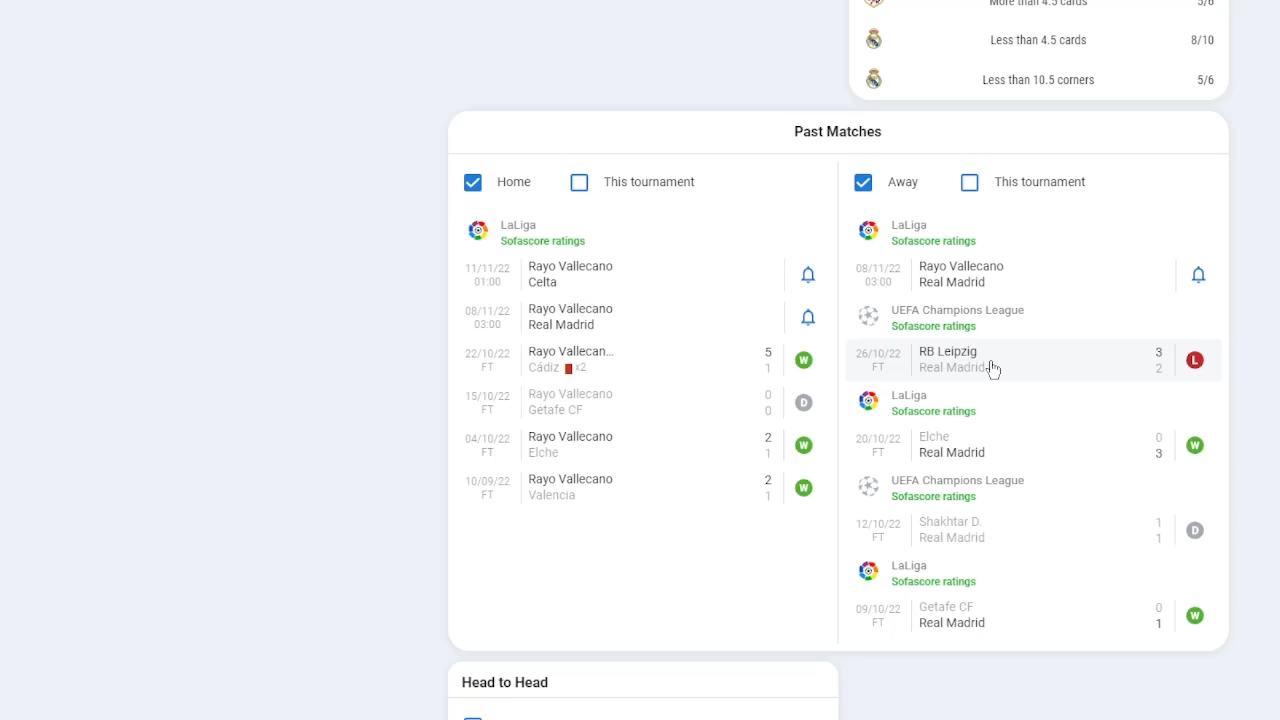 More than 4.5 cards 5/6
Less than 4.5 cards 8/10
Less than 10.5 corners 5/6
Past Matches
Home This tournament
LaLiga
Sofascore ratings
11/11/22 Rayo Vallecano
01:00 Celta
08/11/22 Rayo Vallecano
03:00 Real Madrid
22/10/22 Rayo Vallecan... 5 W
FT Cádiz x2 1
15/10/22 Rayo Vallecano 0 D
FT Getafe CF 0
04/10/22 Rayo Vallecano 2 W
FT Elche 1
10/09/22 Rayo Vallecano 2 W
FT Valencia 1
Away This tournament
LaLiga
Sofascore ratings
08/11/22 Rayo Vallecano
03:00 Real Madrid
UEFA Champions League
Sofascore ratings
26/10/22 RB Leipzig 3 L
FT Real Madrid 2
LaLiga
Sofascore ratings
20/10/22 Elche 0 W
FT Real Madrid 3
UEFA Champions League
Sofascore ratings
12/10/22 Shakhtar D. 1 D
FT Real Madrid 1
LaLiga
Sofascore ratings
09/10/22 Getafe CF 0 W
FT Real Madrid 1
Head to Head